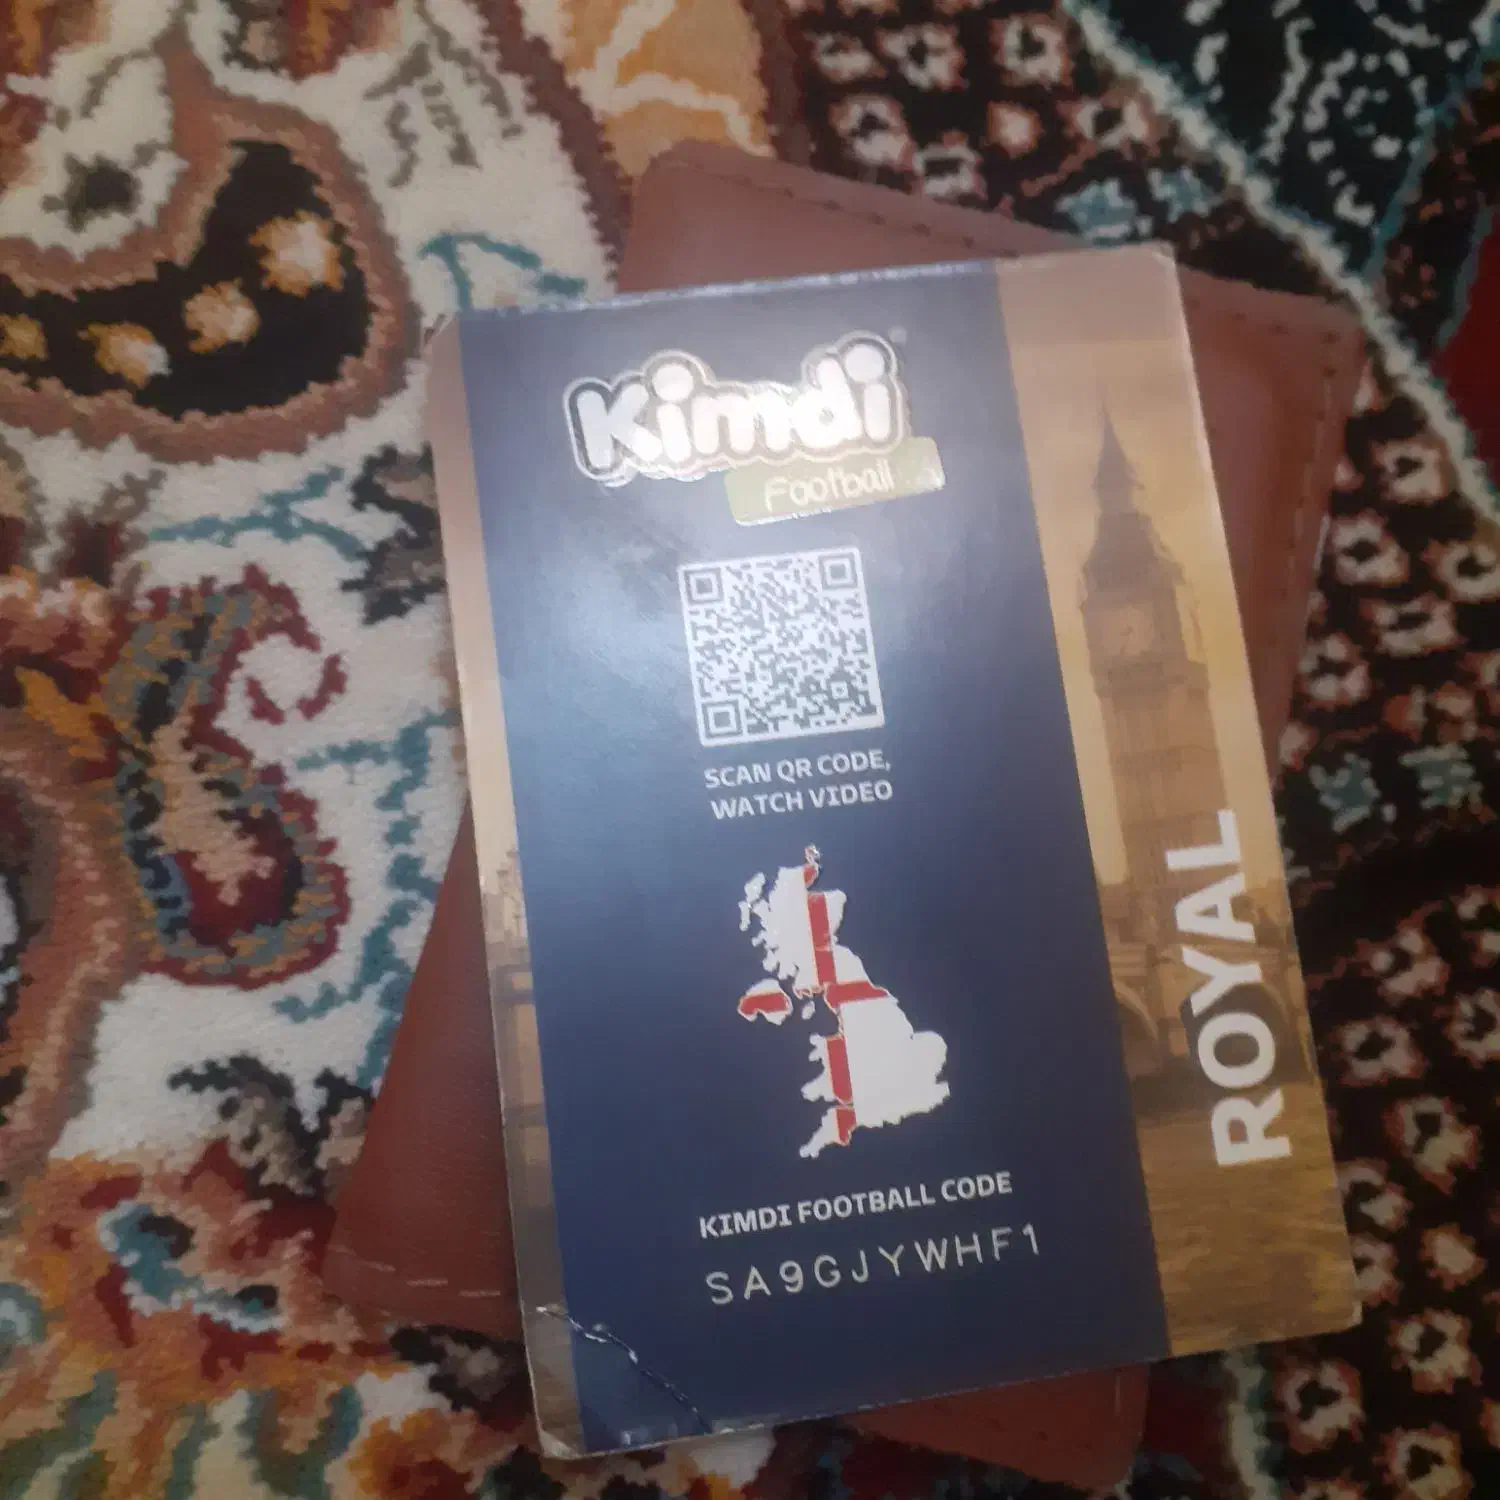 Kimdi
Football
SCAN QR CODE,
WATCH VIDEO
KIMDI FOOTBALL CODE
SA9GJYWHF1
ROYAL